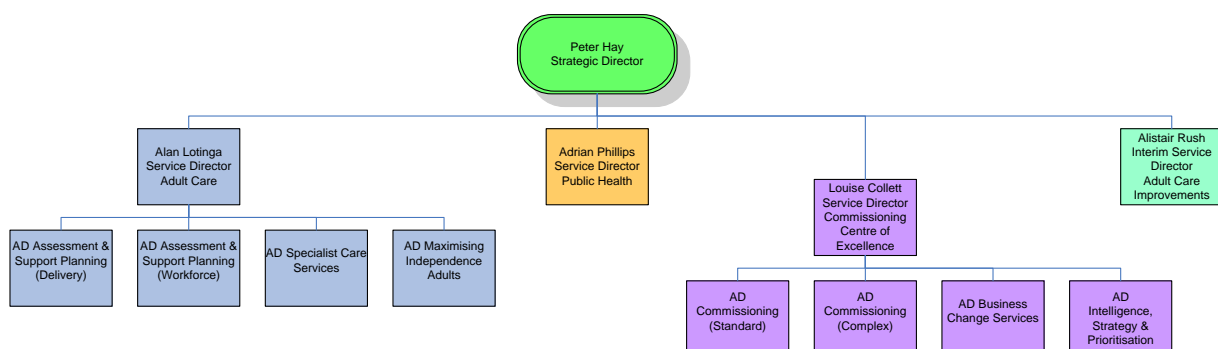 Peter Hay
Strategic Director
Alan Lotinga
Service Director
Adult Care
Adrian Phillips
Service Director
Public Health
Louise Collett
Service Director
Commissioning
Centre of
Excellence
Alistair Rush
Interim Service
Director
Adult Care
Improvements
AD Assessment &
Support Planning
(Delivery)
AD Assessment &
Support Planning
(Workforce)
AD Specialist Care
Services
AD Maximising
Independence
Adults
AD
Commissioning
(Standard)
AD
Commissioning
(Complex)
AD Business
Change Services
AD
Intelligence,
Strategy &
Prioritisation